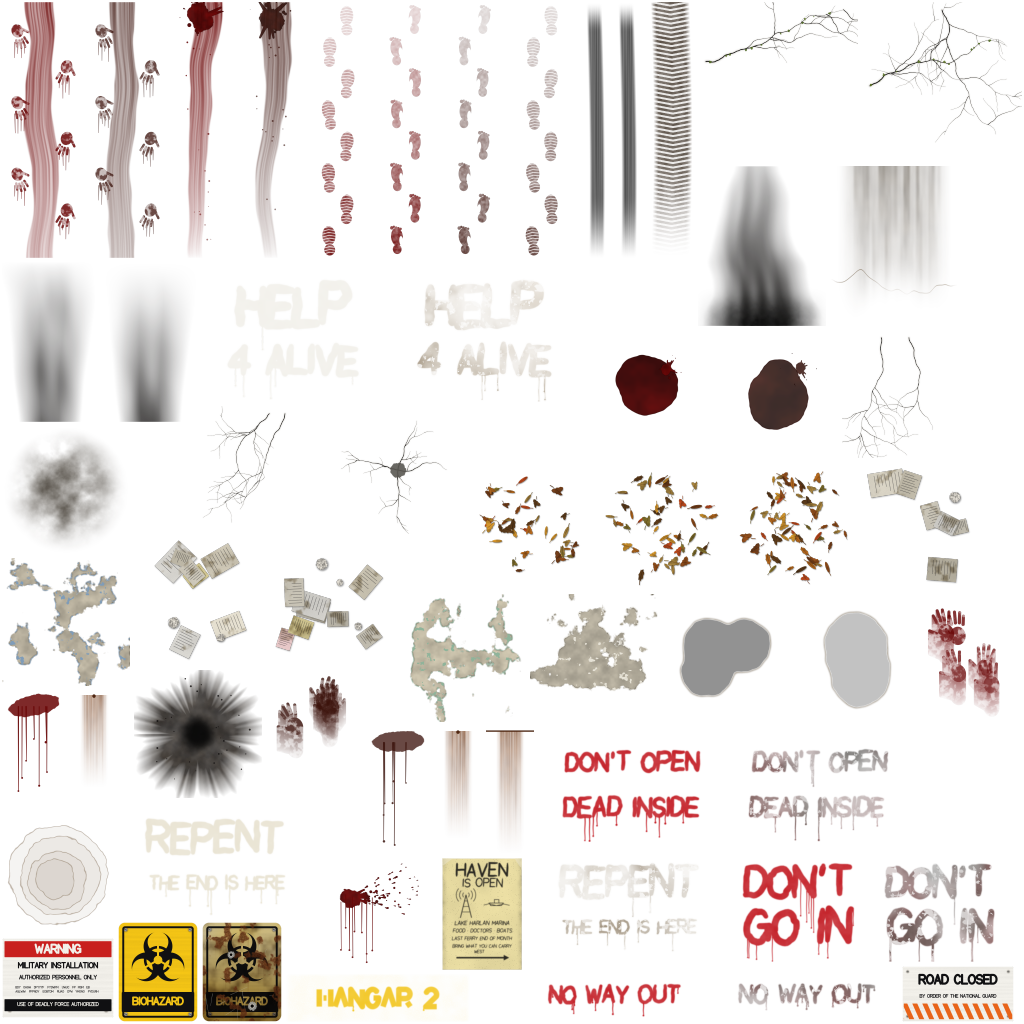 HELP
4 ALIVE
HELP
4 ALIVE
DON'T OPEN
DEAD INSIDE
DON'T OPEN
DEAD INSIDE
REPENT
THE END IS HERE
HAVEN
IS OPEN
LAKE HARLAN MARINA
FOOD · DOCTORS · BOATS
LAST FERRY END OF MONTH
BRING WHAT YOU CAN CARRY
WEST
REPENT
THE END IS HERE
DON'T
GO IN
DON'T
GO IN
WARNING
MILITARY INSTALLATION
AUTHORIZED PERSONNEL ONLY
USE OF DEADLY FORCE AUTHORIZED
BIOHAZARD
BIOHAZARD
HANGAR 2
NO WAY OUT
NO WAY OUT
ROAD CLOSED
BY ORDER OF THE NATIONAL GUARD